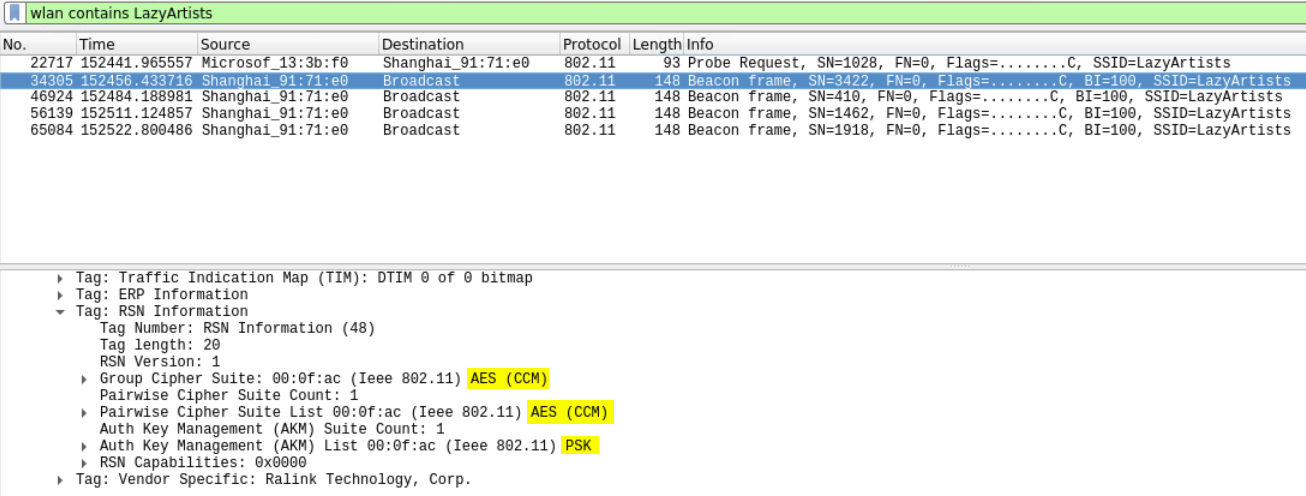 wlan contains LazyArtists
No. Time Source Destination Protocol Length Info
22717 152441.965557 Microsof_13:3b:f0 Shanghai_91:71:e0 802.11 93 Probe Request, SN=1028, FN=0, Flags=........C, SSID=LazyArtists
34305 152456.433716 Shanghai_91:71:e0 Broadcast 802.11 148 Beacon frame, SN=3422, FN=0, Flags=........C, BI=100, SSID=LazyArtists
46924 152484.188981 Shanghai_91:71:e0 Broadcast 802.11 148 Beacon frame, SN=410, FN=0, Flags=........C, BI=100, SSID=LazyArtists
56139 152511.124857 Shanghai_91:71:e0 Broadcast 802.11 148 Beacon frame, SN=1462, FN=0, Flags=........C, BI=100, SSID=LazyArtists
65084 152522.800486 Shanghai_91:71:e0 Broadcast 802.11 148 Beacon frame, SN=1918, FN=0, Flags=........C, BI=100, SSID=LazyArtists
Tag: Traffic Indication Map (TIM): DTIM 0 of 0 bitmap
Tag: ERP Information
Tag: RSN Information
Tag Number: RSN Information (48)
Tag length: 20
RSN Version: 1
Group Cipher Suite: 00:0f:ac (Ieee 802.11) AES (CCM)
Pairwise Cipher Suite Count: 1
Pairwise Cipher Suite List 00:0f:ac (Ieee 802.11) AES (CCM)
Auth Key Management (AKM) Suite Count: 1
Auth Key Management (AKM) List 00:0f:ac (Ieee 802.11) PSK
RSN Capabilities: 0x0000
Tag: Vendor Specific: Ralink Technology, Corp.